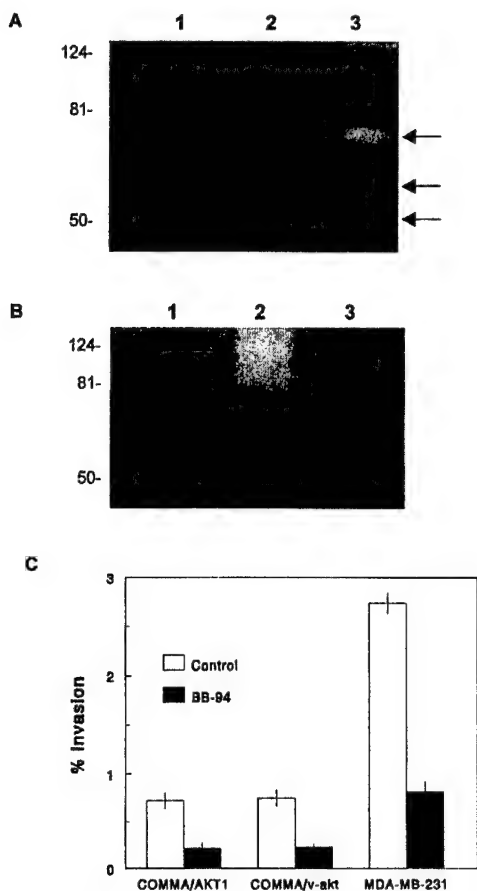 A
1 2 3
124-
81-
50-
B
1 2 3
124-
81-
50-
C
3
2
1
0
% Invasion
Control
BB-94
COMMA/AKT1 COMMA/v-akt MDA-MB-231